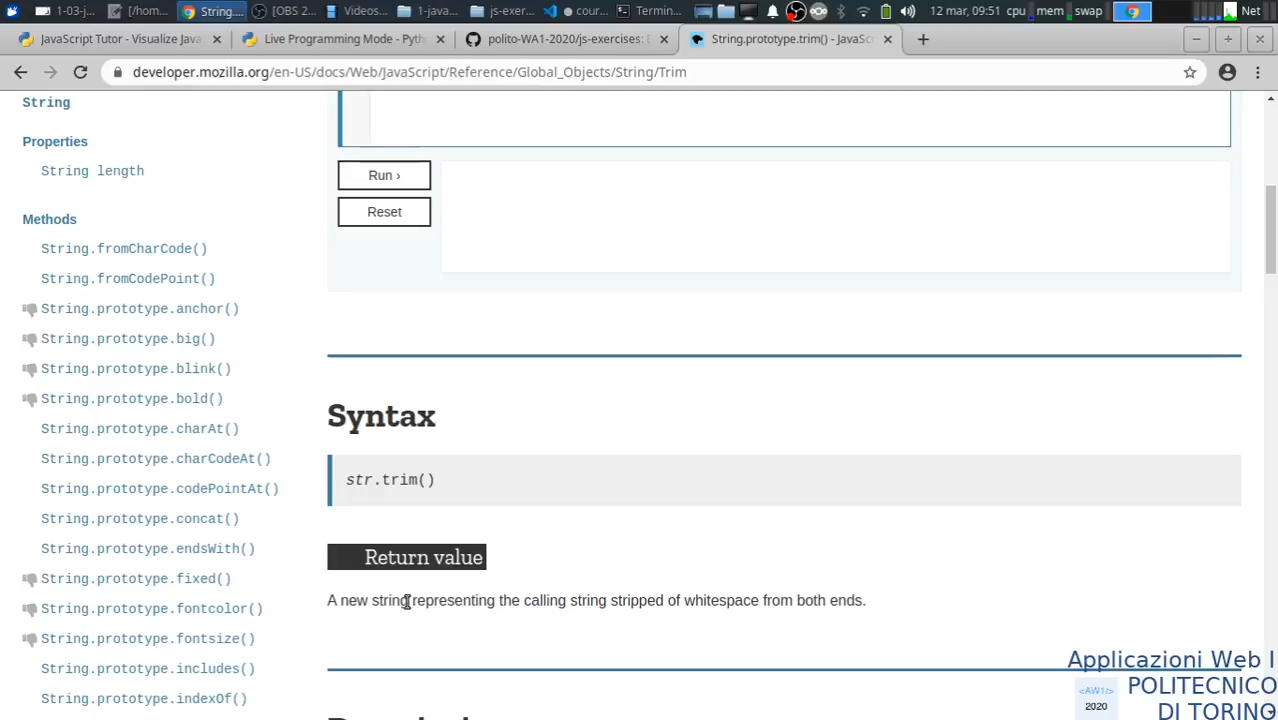 1-03-j...
[/hom...
String....
[OBS 2...
Videos...
1-java...
js-exer...
cour...
Termin...
12 mar, 09:51
cpu
mem
swap
Net
JavaScript Tutor - Visualize Java
Live Programming Mode - Pyth
polito-WA1-2020/js-exercises: E
String.prototype.trim() - JavaSc
developer.mozilla.org/en-US/docs/Web/JavaScript/Reference/Global_Objects/String/Trim
String
Properties
String length
Methods
String.fromCharCode()
String.fromCodePoint()
String.prototype.anchor()
String.prototype.big()
String.prototype.blink()
String.prototype.bold()
String.prototype.charAt()
String.prototype.charCodeAt()
String.prototype.codePointAt()
String.prototype.concat()
String.prototype.endsWith()
String.prototype.fixed()
String.prototype.fontcolor()
String.prototype.fontsize()
String.prototype.includes()
String.prototype.indexOf()
Run ›
Reset
Syntax
str.trim()
Return value
A new string representing the calling string stripped of whitespace from both ends.
Applicazioni Web I
<AW1/>
2020
POLITECNICO
DI TORINO